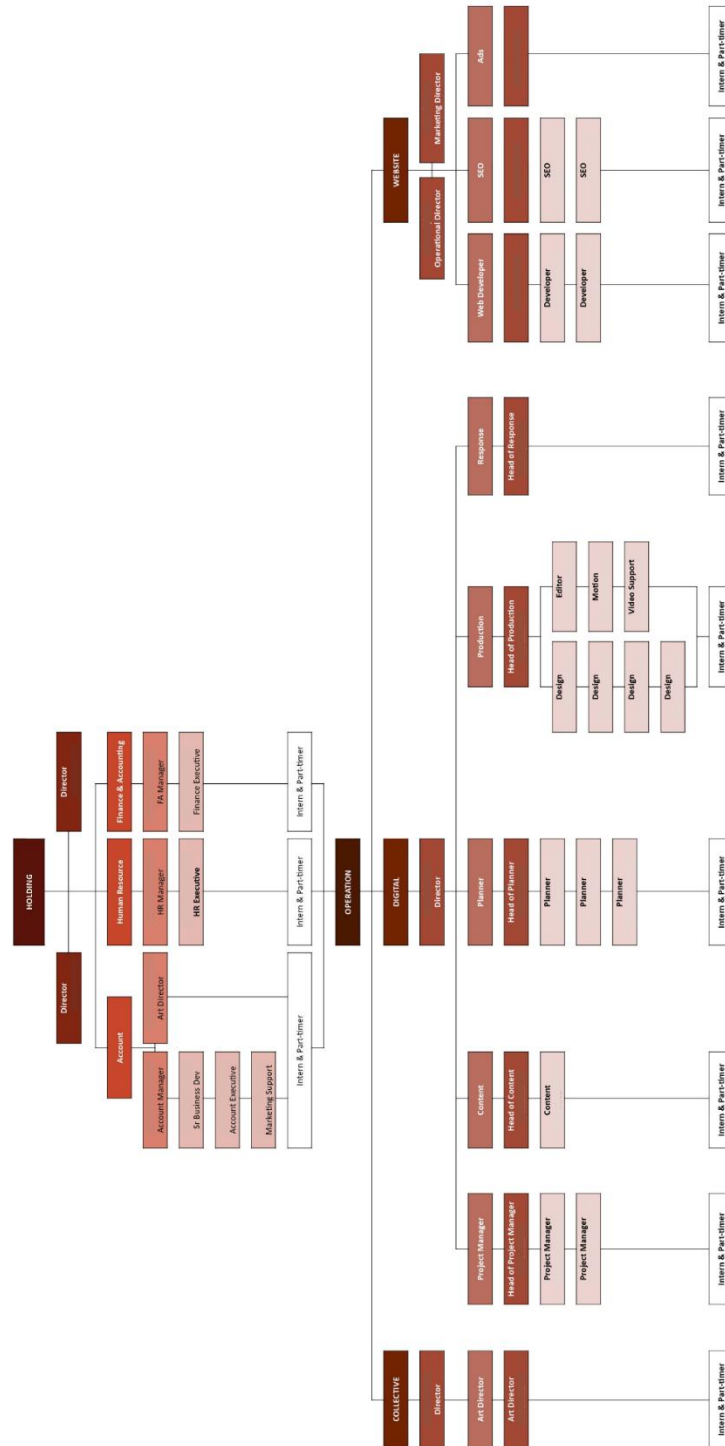 HOLDING
Director
Director
Account
Human Resource
Finance & Accounting
Account Manager
Art Director
HR Manager
FA Manager
Sr Business Dev
HR Executive
Finance Executive
Account Executive
Marketing Support
Intern & Part-timer
Intern & Part-timer
Intern & Part-timer
OPERATION
COLLECTIVE
DIGITAL
WEBSITE
Director
Director
Operational Director
Marketing Director
Art Director
Project Manager
Content
Planner
Production
Response
Web Developer
SEO
Ads
Art Director
Head of Project Manager
Head of Content
Head of Planner
Head of Production
Head of Response
Project Manager
Content
Planner
Design
Editor
Developer
SEO
Project Manager
Planner
Design
Motion
Developer
SEO
Planner
Design
Video Support
Design
Intern & Part-timer
Intern & Part-timer
Intern & Part-timer
Intern & Part-timer
Intern & Part-timer
Intern & Part-timer
Intern & Part-timer
Intern & Part-timer
Intern & Part-timer